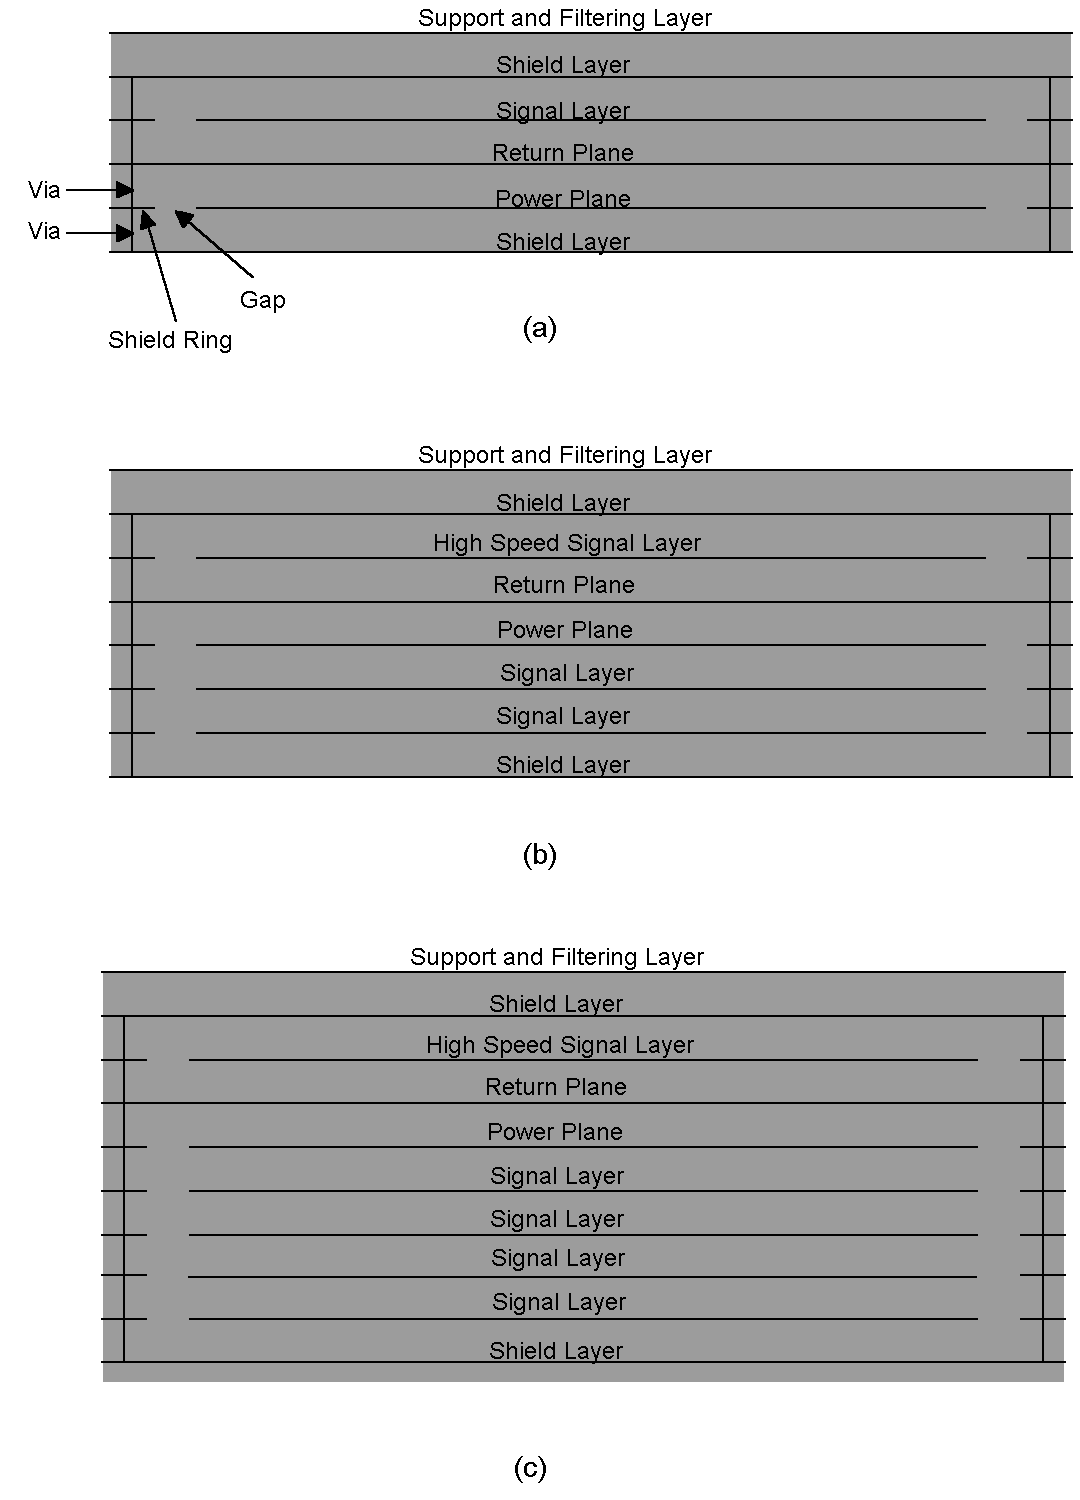 Support and Filtering Layer
Shield Layer
Signal Layer
Return Plane
Via
Power Plane
Via
Shield Layer
Gap
Shield Ring
(a)
Support and Filtering Layer
Shield Layer
High Speed Signal Layer
Return Plane
Power Plane
Signal Layer
Signal Layer
Shield Layer
(b)
Support and Filtering Layer
Shield Layer
High Speed Signal Layer
Return Plane
Power Plane
Signal Layer
Signal Layer
Signal Layer
Signal Layer
Shield Layer
(c)